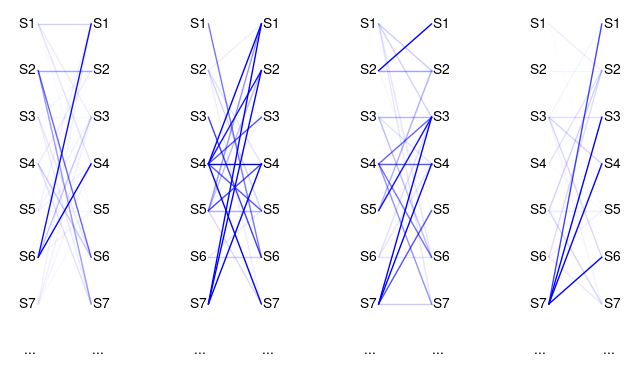 S1 S1 S1 S1 S1 S1 S1 S1
S2 S2 S2 S2 S2 S2 S2 S2
S3 S3 S3 S3 S3 S3 S3 S3
S4 S4 S4 S4 S4 S4 S4 S4
S5 S5 S5 S5 S5 S5 S5 S5
S6 S6 S6 S6 S6 S6 S6 S6
S7 S7 S7 S7 S7 S7 S7 S7
... ... ... ... ... ... ... ...